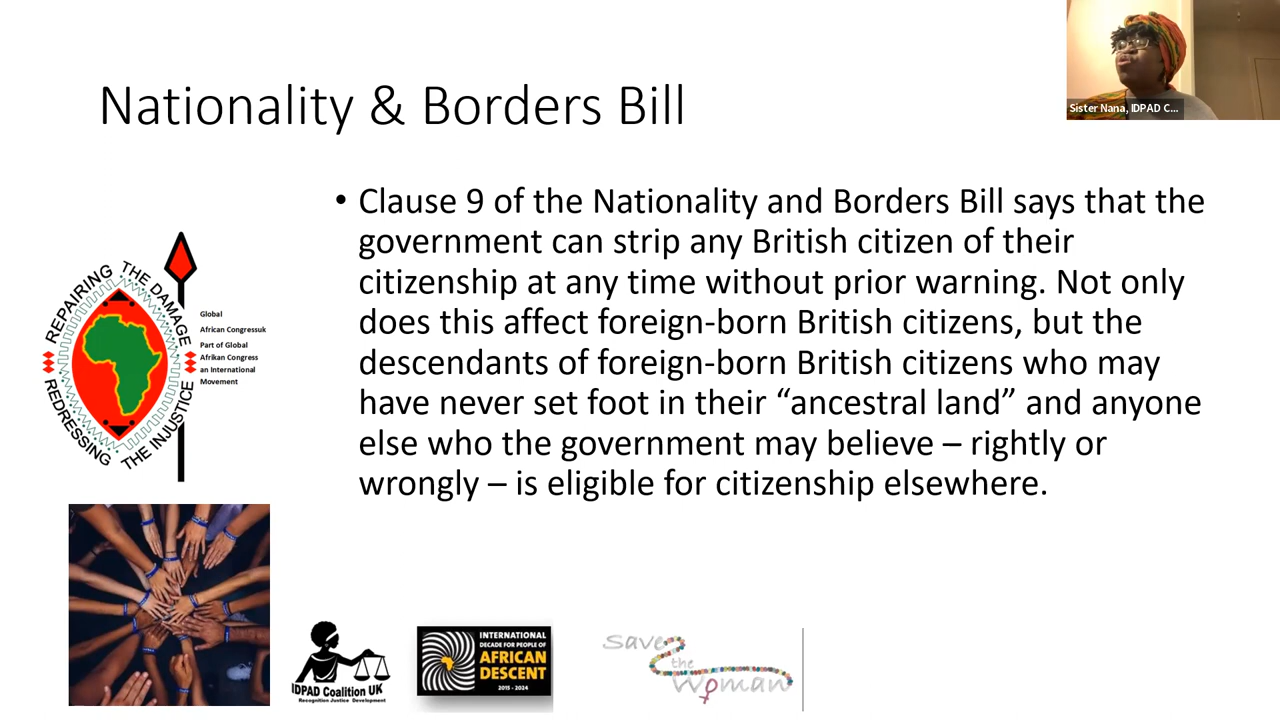 Nationality & Borders Bill
Sister Nana, IDPAD C...
• Clause 9 of the Nationality and Borders Bill says that the
government can strip any British citizen of their
citizenship at any time without prior warning. Not only
does this affect foreign-born British citizens, but the
descendants of foreign-born British citizens who may
have never set foot in their “ancestral land” and anyone
else who the government may believe – rightly or
wrongly – is eligible for citizenship elsewhere.
REPAIRING THE DAMAGE
REDRESSING THE INJUSTICE
Global
African Congressuk
Part of Global
Afrikan Congress
an International
Movement
IDPAD Coalition UK
Recognition Justice Development
INTERNATIONAL
DECADE FOR PEOPLE OF
AFRICAN
DESCENT
2015 - 2024
Save
the
Woman